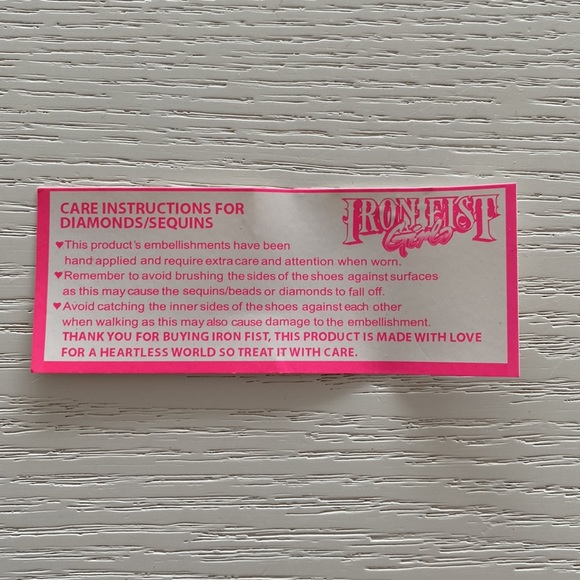 CARE INSTRUCTIONS FOR
DIAMONDS/SEQUINS
IRON FIST
Girls
♥This product's embellishments have been
hand applied and require extra care and attention when worn.
♥Remember to avoid brushing the sides of the shoes against surfaces
as this may cause the sequins/beads or diamonds to fall off.
♥Avoid catching the inner sides of the shoes against each other
when walking as this may also cause damage to the embellishment.
THANK YOU FOR BUYING IRON FIST, THIS PRODUCT IS MADE WITH LOVE
FOR A HEARTLESS WORLD SO TREAT IT WITH CARE.